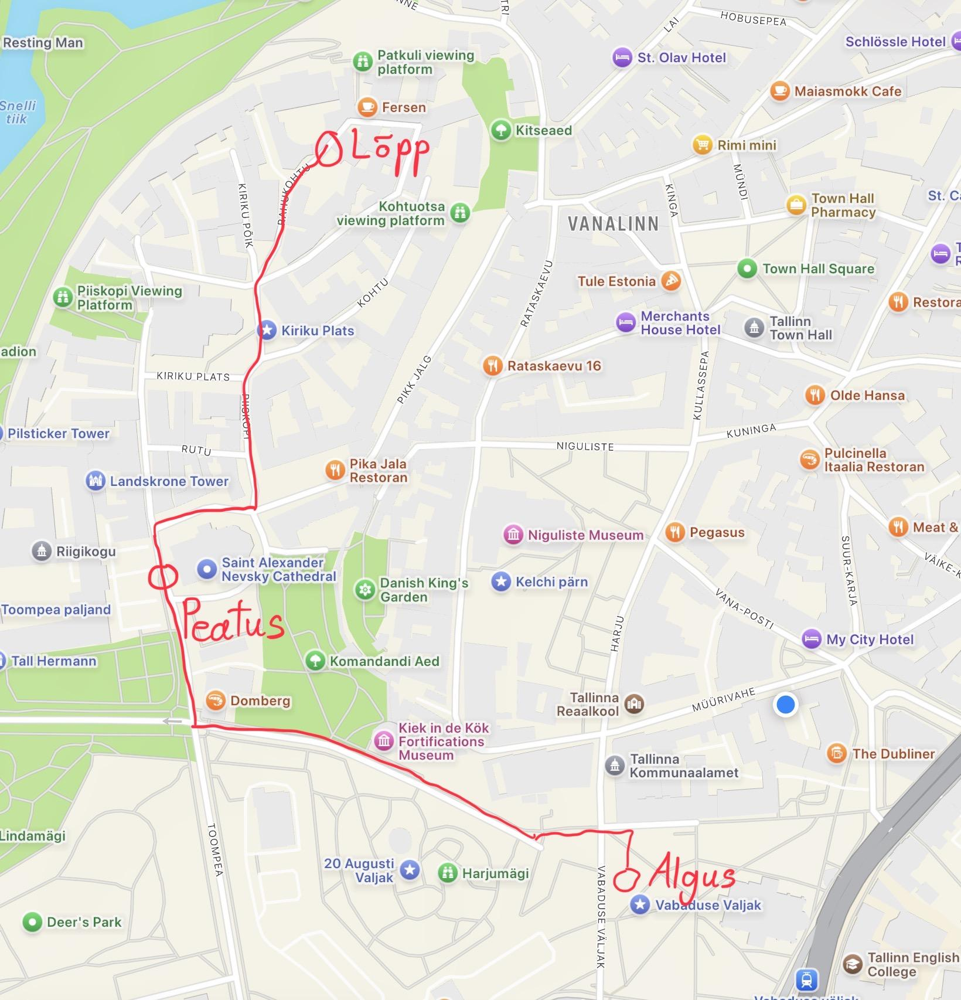 NNE
TRI
HOBUSEPEA
LAI
Resting Man
Schlössle Hotel
Patkuli viewing
platform
St. Olav Hotel
Maiasmokk Cafe
Snelli
tiik
Fersen
Kitseaed
Lõpp
Rimi mini
RAHUKOHTU
KIRIKU PÕIK
MÜNDI
KINGA
Kohtuotsa
viewing platform
Town Hall
Pharmacy
St. Ca
VANALINN
Piiskopi Viewing
Platform
KOHTU
RATASKAEVU
Tule Estonia
Town Hall Square
Restora
Merchants
House Hotel
Tallinn
Town Hall
Kiriku Plats
adion
KIRIKU PLATS
PIKK JALG
Rataskaevu 16
KULLASSEPA
Olde Hansa
PIISKOPI
Pilsticker Tower
RUTU
NIGULISTE
KUNINGA
Pika Jala
Restoran
Pulcinella
Itaalia Restoran
Landskrone Tower
Niguliste Museum
Pegasus
Meat &
Riigikogu
Saint Alexander
Nevsky Cathedral
Danish King's
Garden
Kelchi pärn
SUUR-KARJA
VÄIKE-K
VANA-POSTI
Toompea paljand
Peatus
HARJU
My City Hotel
Tall Hermann
Komandandi Aed
Domberg
Tallinna
Reaalkool
MÜÜRIVAHE
Kiek in de Kök
Fortifications
Museum
Tallinna
Kommunaalamet
The Dubliner
Lindamägi
TOOMPEA
20 Augusti
Valjak
Harjumägi
Algus
Vabaduse Valjak
VABADUSE VÄLJAK
Deer's Park
Tallinn English
College
Vabaduse väljak